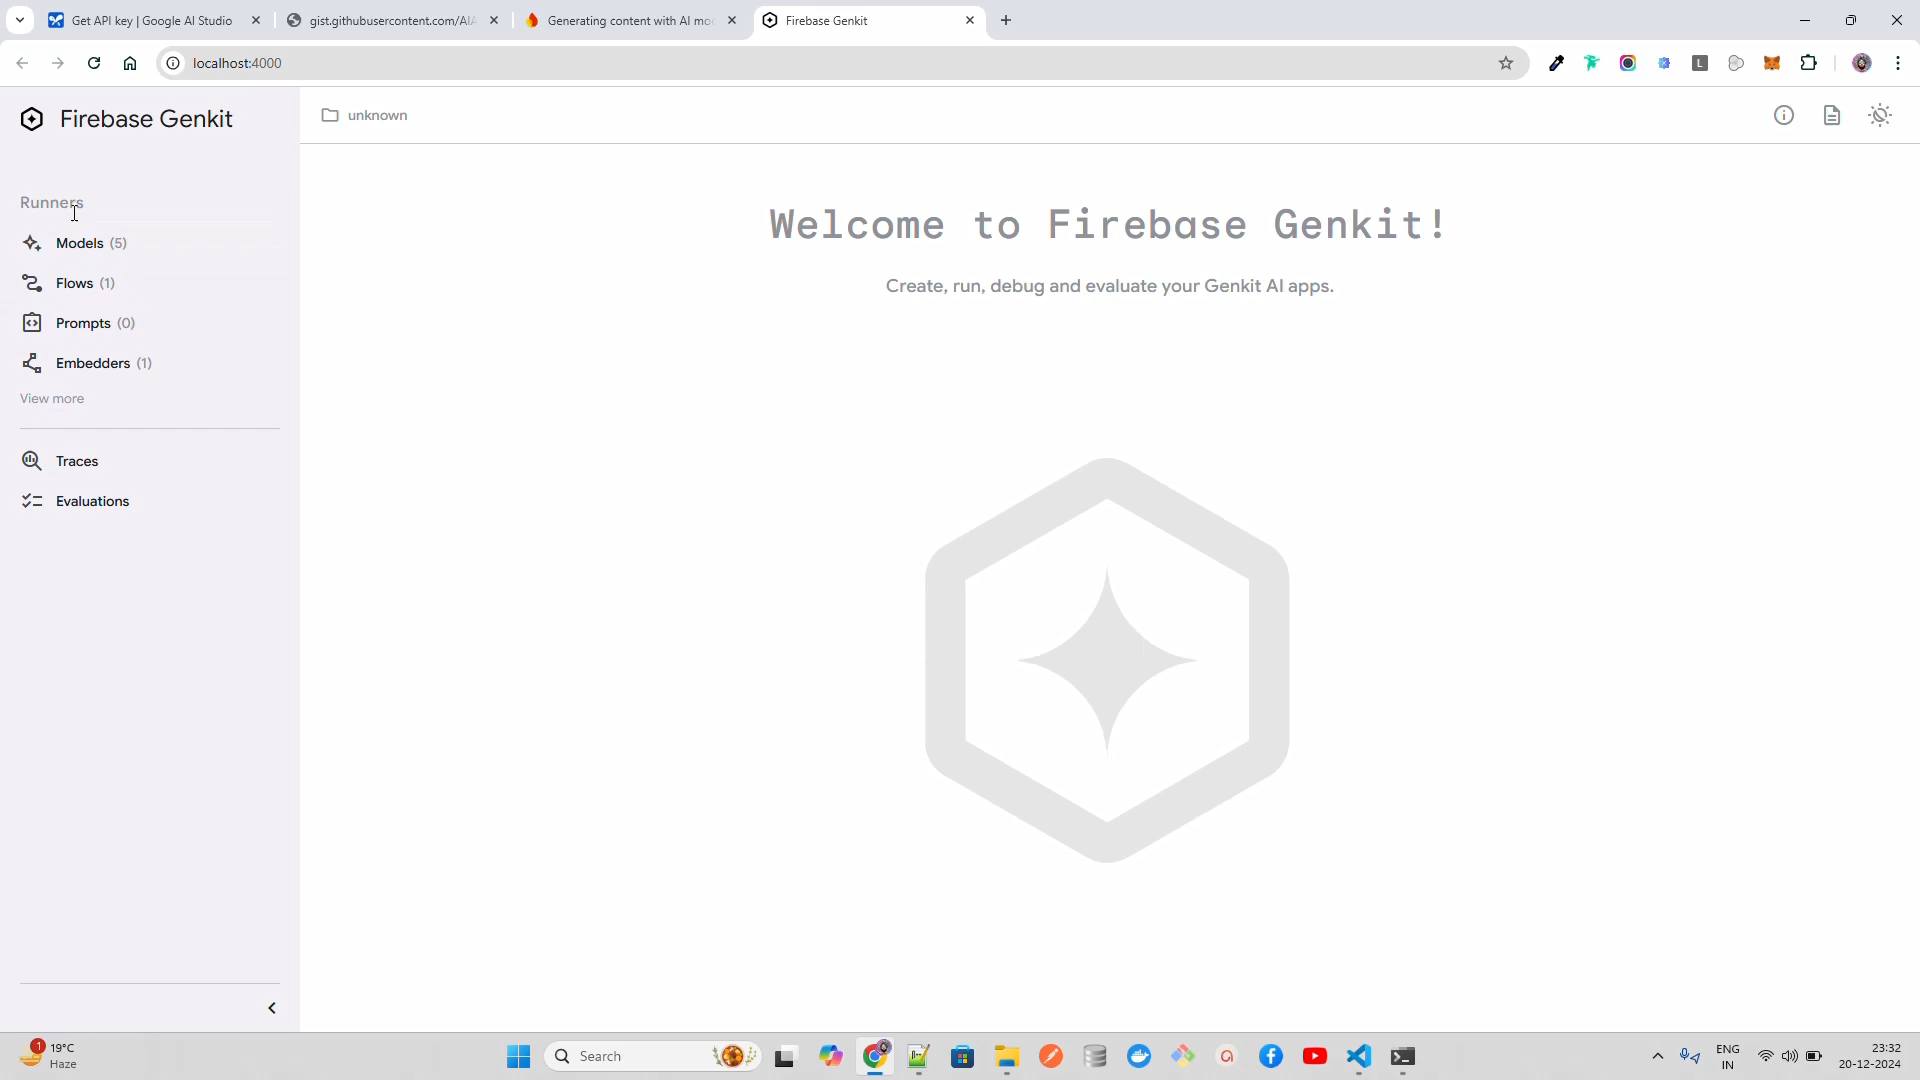 Get API key | Google AI Studio
gist.githubusercontent.com/AIA
Generating content with AI mo
Firebase Genkit
localhost:4000
L
Firebase Genkit
unknown
Runners
Models (5)
Flows (1)
Prompts (0)
Embedders (1)
View more
Traces
Evaluations
Welcome to Firebase Genkit!
Create, run, debug and evaluate your Genkit AI apps.
1
19°C
Haze
Search
ENG
IN
23:32
20-12-2024